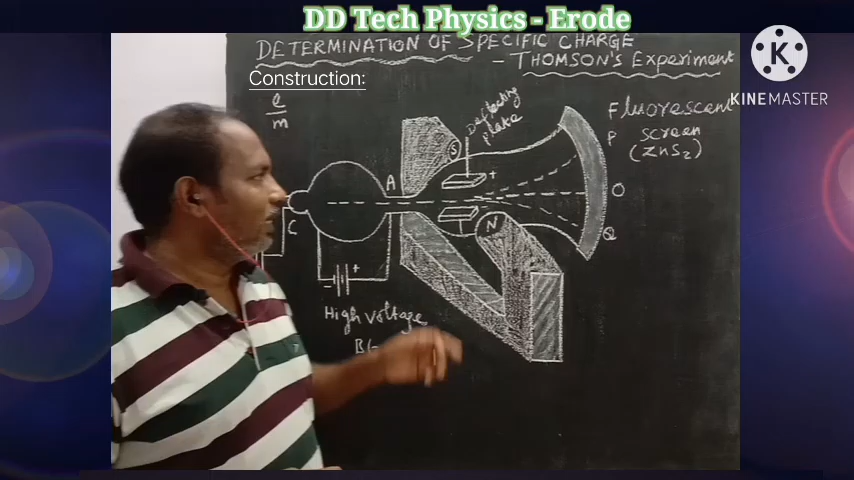 DD Tech Physics - Erode
DETERMINATION OF SPECIFIC CHARGE
- THOMSON'S Experiment
Construction:
K
KINEMASTER
e/m
Deflecting
plate
Fluorescent
screen
(ZnS2)
P
S
A
+
O
C
N
Q
- +
High voltage